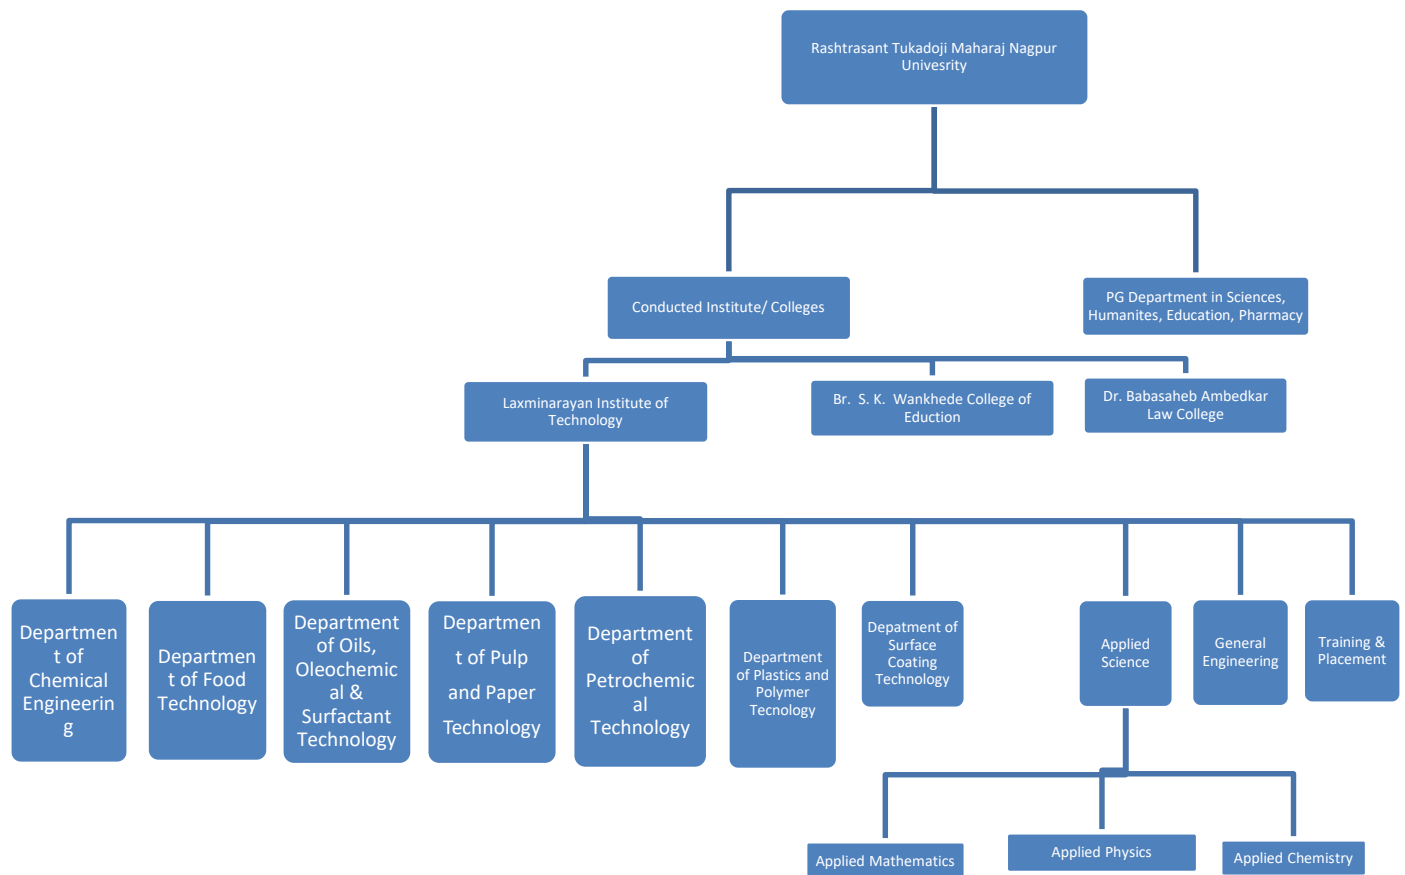 Rashtrasant Tukadoji Maharaj Nagpur
Univesrity
Conducted Institute/ Colleges
PG Department in Sciences,
Humanites, Education, Pharmacy
Laxminarayan Institute of
Technology
Br. S. K. Wankhede College of
Eduction
Dr. Babasaheb Ambedkar
Law College
Departmen
t of
Chemical
Engineerin
g
Departmen
t of Food
Technology
Department
of Oils,
Oleochemic
al &
Surfactant
Technology
Departmen
t of Pulp
and Paper
Technology
Department
of
Petrochemic
al
Technology
Department
of Plastics and
Polymer
Tecnology
Depatment of
Surface
Coating
Technology
Applied
Science
General
Engineering
Training &
Placement
Applied Mathematics
Applied Physics
Applied Chemistry